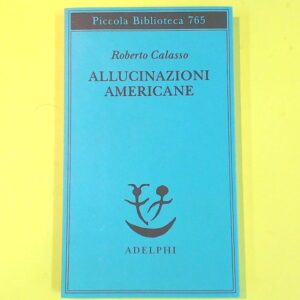 Piccola Biblioteca 765
Roberto Calasso
ALLUCINAZIONI
AMERICANE
ADELPHI